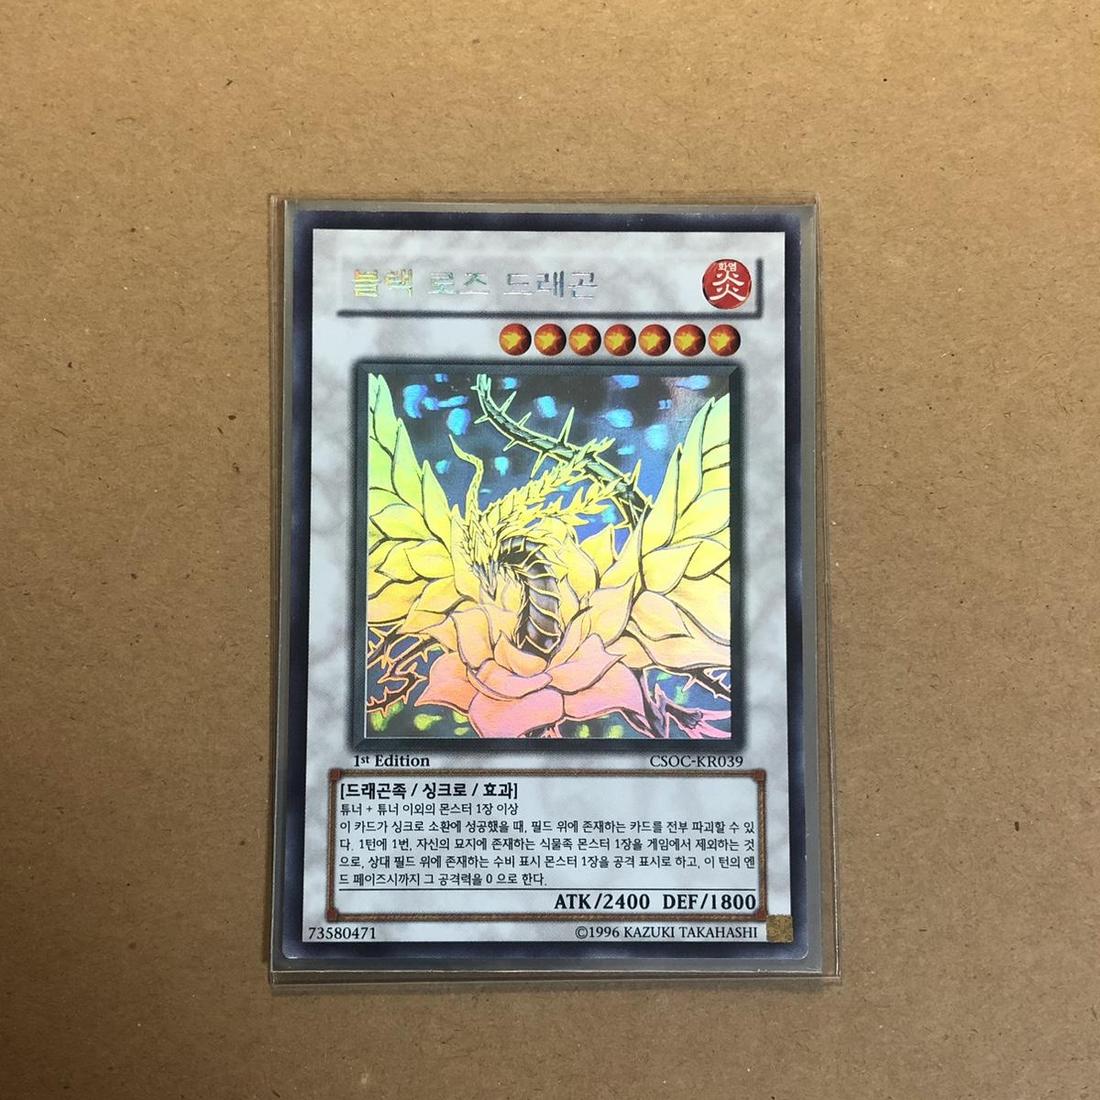 블랙 로즈 드래곤
화염
炎
1st Edition
CSOC-KR039
[드래곤족 / 싱크로 / 효과]
튜너 + 튜너 이외의 몬스터 1장 이상
이 카드가 싱크로 소환에 성공했을 때, 필드 위에 존재하는 카드를 전부 파괴할 수 있
다. 1턴에 1번, 자신의 묘지에 존재하는 식물족 몬스터 1장을 게임에서 제외하는 것
으로, 상대 필드 위에 존재하는 수비 표시 몬스터 1장을 공격 표시로 하고, 이 턴의 엔
드 페이즈시까지 그 공격력을 0 으로 한다.
ATK/2400 DEF/1800
73580471
©1996 KAZUKI TAKAHASHI